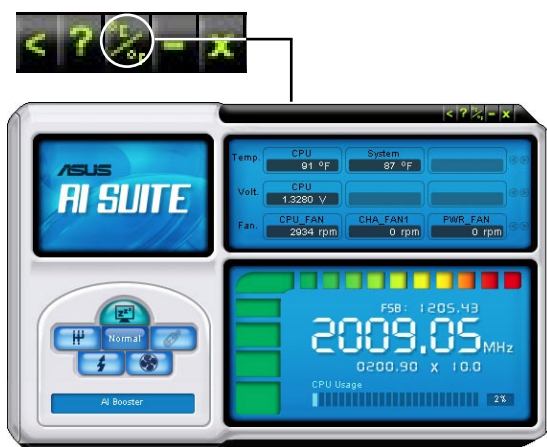 < ? °C/°F - x
< ? °C/°F - x
ASUS
AI SUITE
Temp. CPU System
91 °F 87 °F
Volt. CPU
1.3280 V
Fan. CPU_FAN CHA_FAN1 PWR_FAN
2934 rpm 0 rpm 0 rpm
Normal
AI Booster
FSB: 1205.43
2009.05 MHz
0200.90 x 10.0
CPU Usage
2%